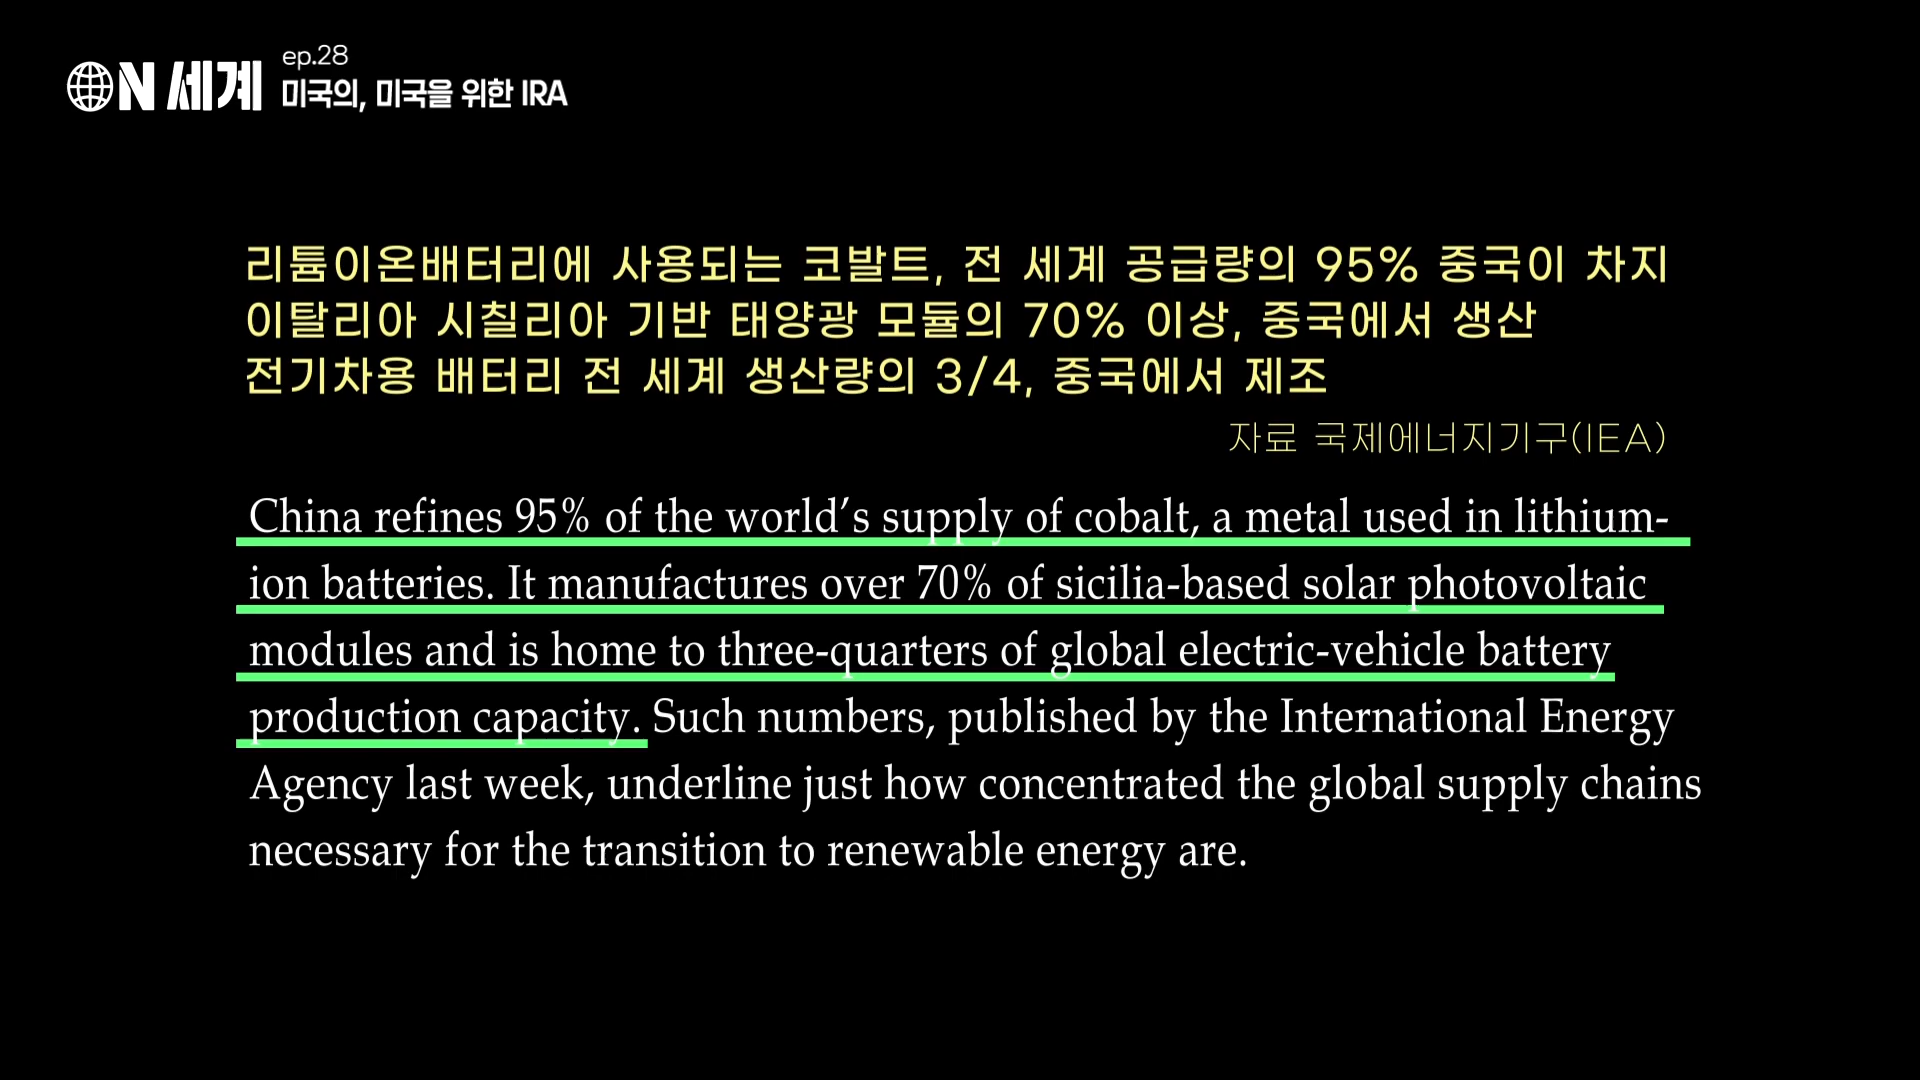 ON 세계
ep.28
미국의, 미국을 위한 IRA
리튬이온배터리에 사용되는 코발트, 전 세계 공급량의 95% 중국이 차지
이탈리아 시칠리아 기반 태양광 모듈의 70% 이상, 중국에서 생산
전기차용 배터리 전 세계 생산량의 3/4, 중국에서 제조
자료 국제에너지기구(IEA)
China refines 95% of the world’s supply of cobalt, a metal used in lithium-
ion batteries. It manufactures over 70% of sicilia-based solar photovoltaic
modules and is home to three-quarters of global electric-vehicle battery
production capacity. Such numbers, published by the International Energy
Agency last week, underline just how concentrated the global supply chains
necessary for the transition to renewable energy are.